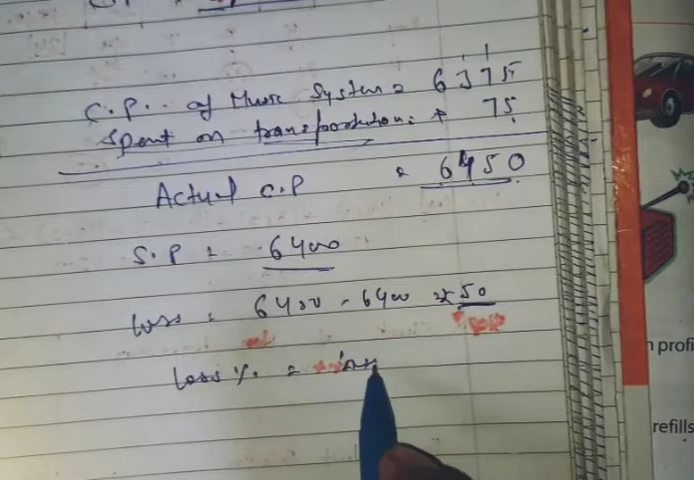 C.P. of Music System = 6375
Spent on transportation = + 75
Actual C.P = 6450
S.P = 6400
loss = 6450 - 6400 = 50
loss % =
n profi
refills